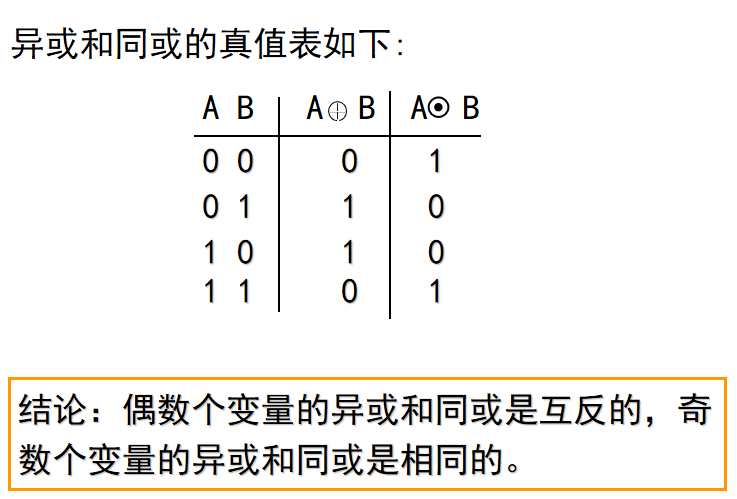 异或和同或的真值表如下:
A B A⊕B A⊙B
0 0 0 1
0 1 1 0
1 0 1 0
1 1 0 1
结论：偶数个变量的异或和同或是互反的，奇
数个变量的异或和同或是相同的。